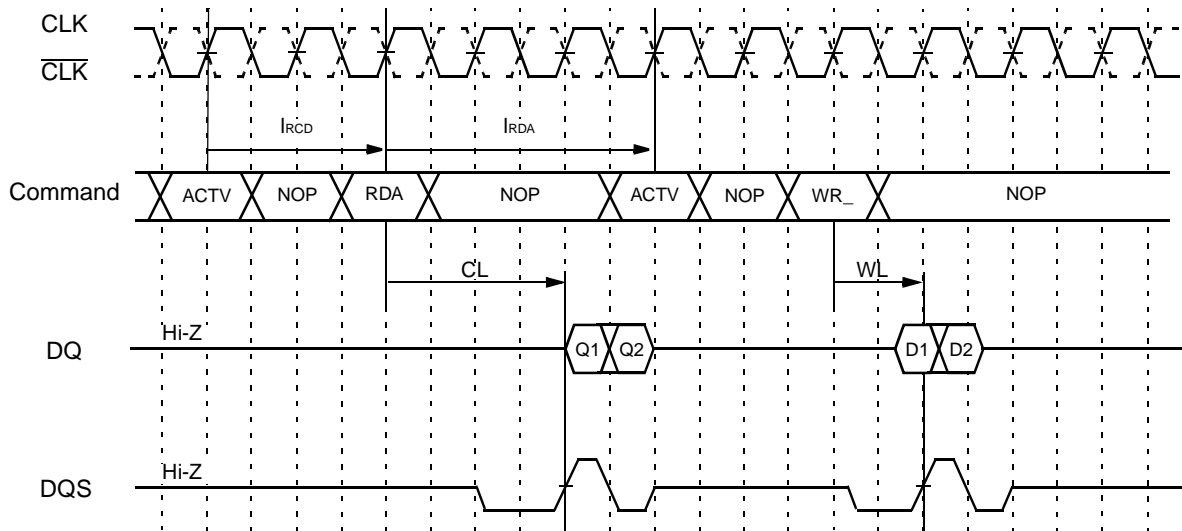 CLK
CLK
IRCD IRDA
Command ACTV NOP RDA NOP ACTV NOP WR_ NOP
CL WL
DQ Hi-Z Q1 Q2 D1 D2
DQS Hi-Z